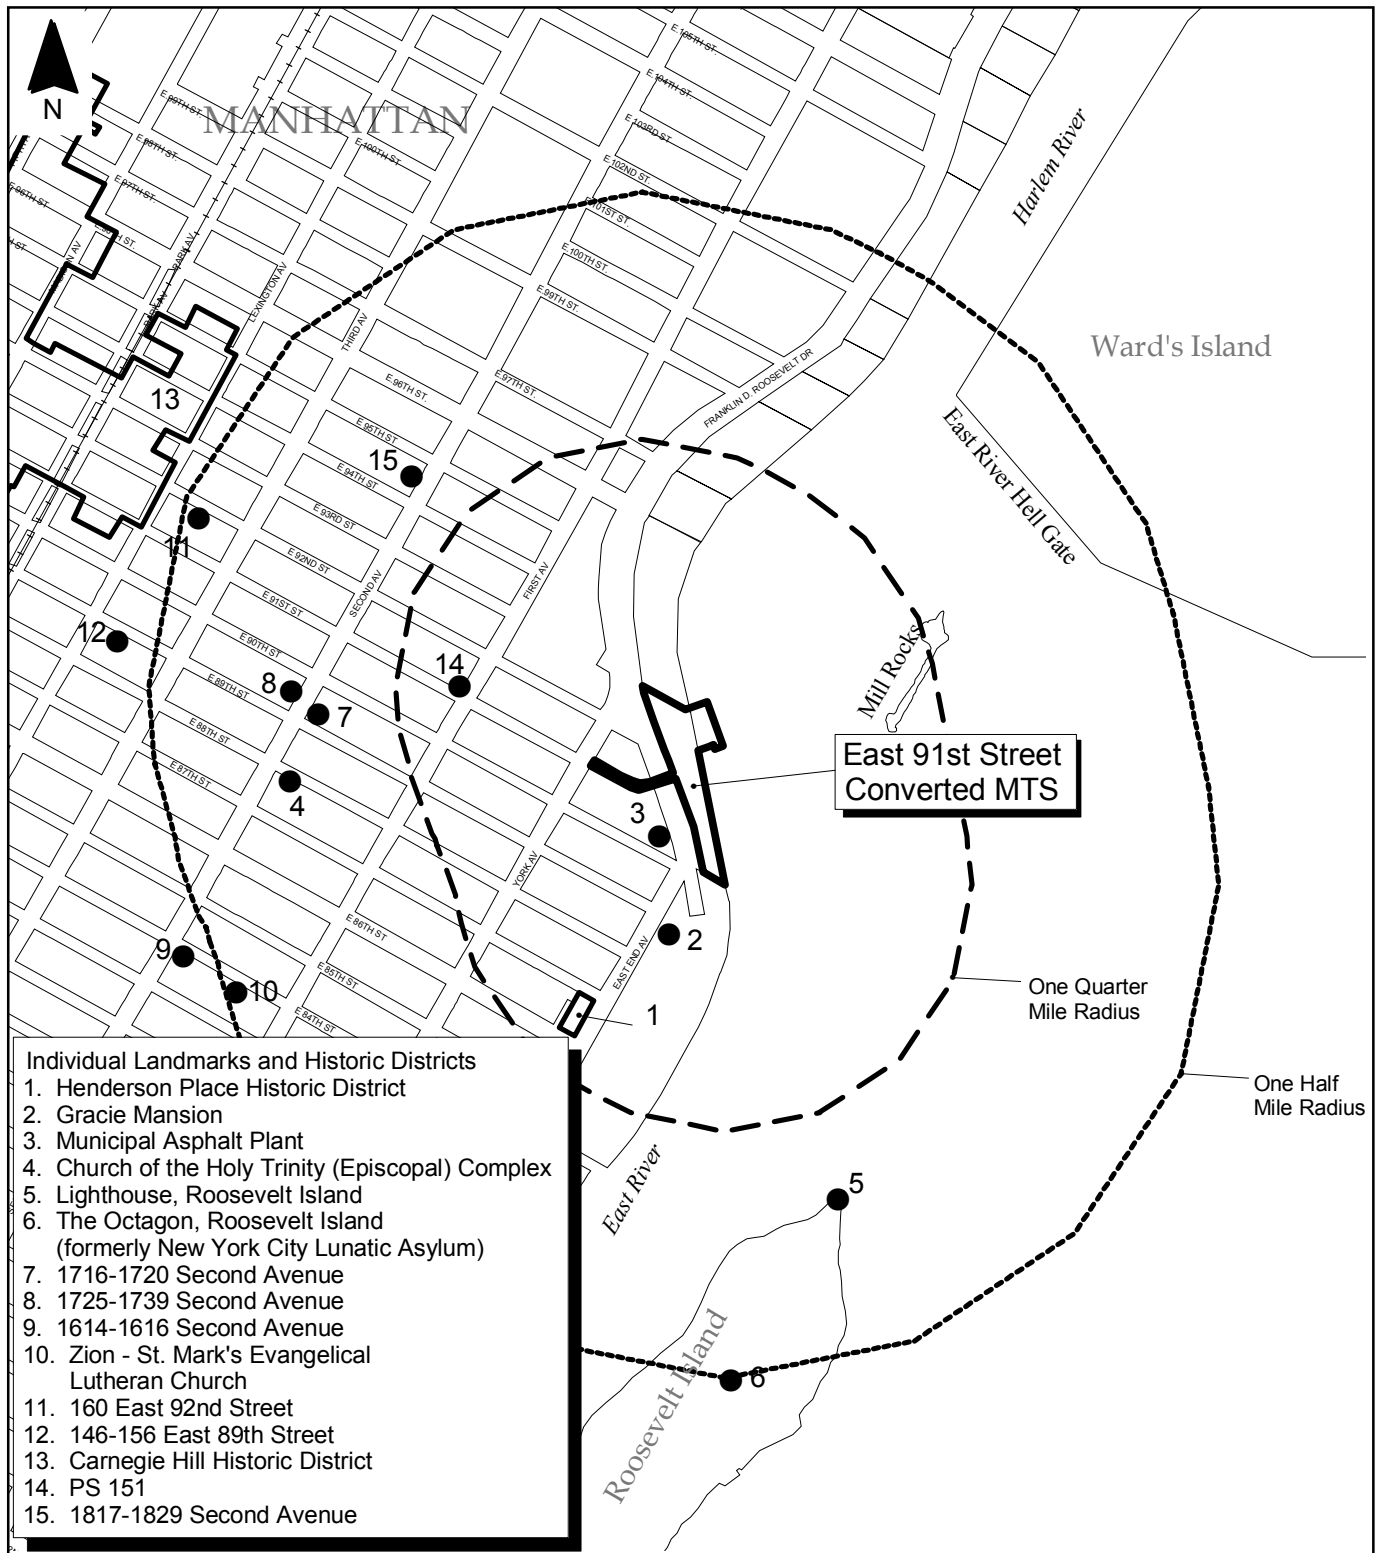 N
MANHATTAN
E.105TH ST.
E.104TH ST.
E.103RD ST.
E.102ND ST.
E.101ST ST.
E.100TH ST.
E.99TH ST.
E.99TH ST.
E.98TH ST.
E.97TH ST.
E.96TH ST.
E.100TH ST.
PARK AV
PARK AV
LEXINGTON AV
THIRD AV
E.97TH ST.
E.96TH ST.
E.95TH ST
E.94TH ST.
E.93RD ST
E.92ND ST.
E.91ST ST
E.90TH ST.
E.89TH ST
E.88TH ST.
E.87TH ST.
E.86TH ST.
E.85TH ST.
E.84TH ST.
SECOND AV
FIRST AV
YORK AV
EAST END AV
FRANKLIN D. ROOSEVELT DR
Harlem River
Ward's Island
East River Hell Gate
Mill Rocks
13
15
11
12
14
8
7
4
3
2
9
10
1
5
6
East 91st Street
Converted MTS
One Quarter
Mile Radius
One Half
Mile Radius
East River
Roosevelt Island
Individual Landmarks and Historic Districts
1. Henderson Place Historic District
2. Gracie Mansion
3. Municipal Asphalt Plant
4. Church of the Holy Trinity (Episcopal) Complex
5. Lighthouse, Roosevelt Island
6. The Octagon, Roosevelt Island
(formerly New York City Lunatic Asylum)
7. 1716-1720 Second Avenue
8. 1725-1739 Second Avenue
9. 1614-1616 Second Avenue
10. Zion - St. Mark's Evangelical
Lutheran Church
11. 160 East 92nd Street
12. 146-156 East 89th Street
13. Carnegie Hill Historic District
14. PS 151
15. 1817-1829 Second Avenue